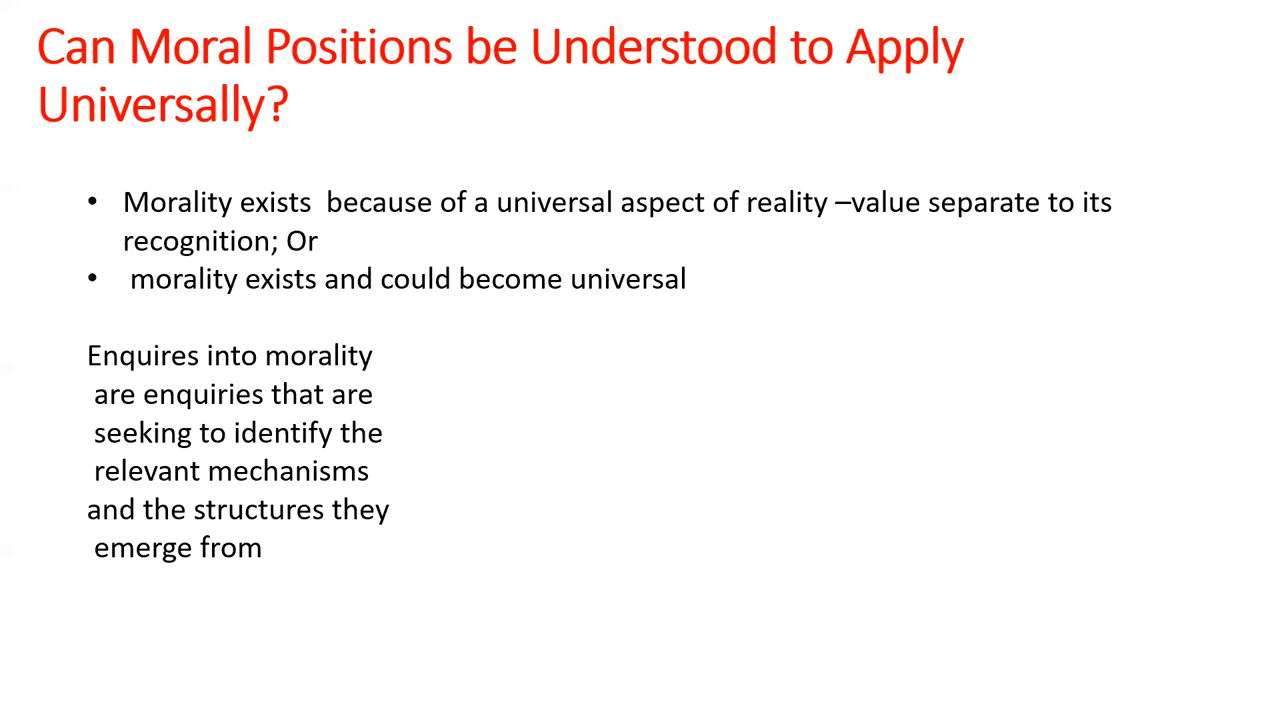 Can Moral Positions be Understood to Apply
Universally?
• Morality exists  because of a universal aspect of reality –value separate to its
recognition; Or
• morality exists and could become universal
Enquires into morality
are enquiries that are
seeking to identify the
relevant mechanisms
and the structures they
emerge from